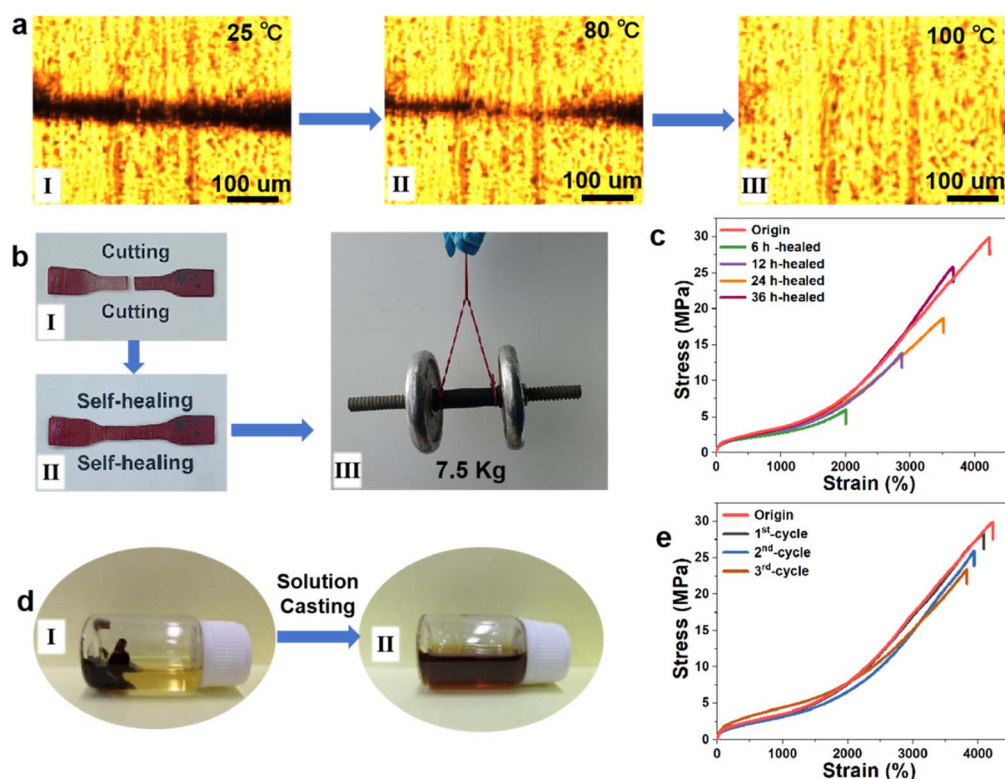 a
25 ℃
I
100 um
80 ℃
II
100 um
100 ℃
III
100 um
b
Cutting
Cutting
I
Self-healing
Self-healing
II
7.5 Kg
III
c
Origin
6 h -healed
12 h-healed
24 h-healed
36 h-healed
Stress (MPa)
30
25
20
15
10
5
0
0 1000 2000 3000 4000
Strain (%)
d
I
Solution
Casting
II
e
Origin
1st-cycle
2nd-cycle
3rd-cycle
Stress (MPa)
30
25
20
15
10
5
0
0 1000 2000 3000 4000
Strain (%)